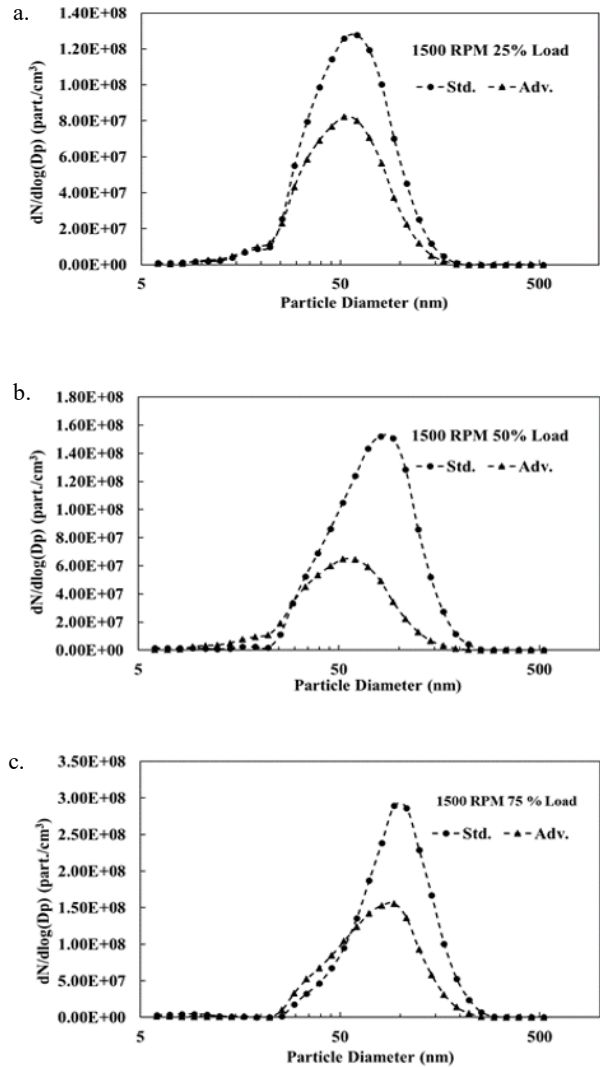 a.
dN/dlog(Dp) (part./cm³)
1.40E+08
1.20E+08
1.00E+08
8.00E+07
6.00E+07
4.00E+07
2.00E+07
0.00E+00
1500 RPM 25% Load
Std. Adv.
5 50 500
Particle Diameter (nm)
b.
dN/dlog(Dp) (part./cm³)
1.80E+08
1.60E+08
1.40E+08
1.20E+08
1.00E+08
8.00E+07
6.00E+07
4.00E+07
2.00E+07
0.00E+00
1500 RPM 50% Load
Std. Adv.
5 50 500
Particle Diameter (nm)
c.
dN/dlog(Dp) (part./cm³)
3.50E+08
3.00E+08
2.50E+08
2.00E+08
1.50E+08
1.00E+08
5.00E+07
0.00E+00
1500 RPM 75 % Load
Std. Adv.
5 50 500
Particle Diameter (nm)